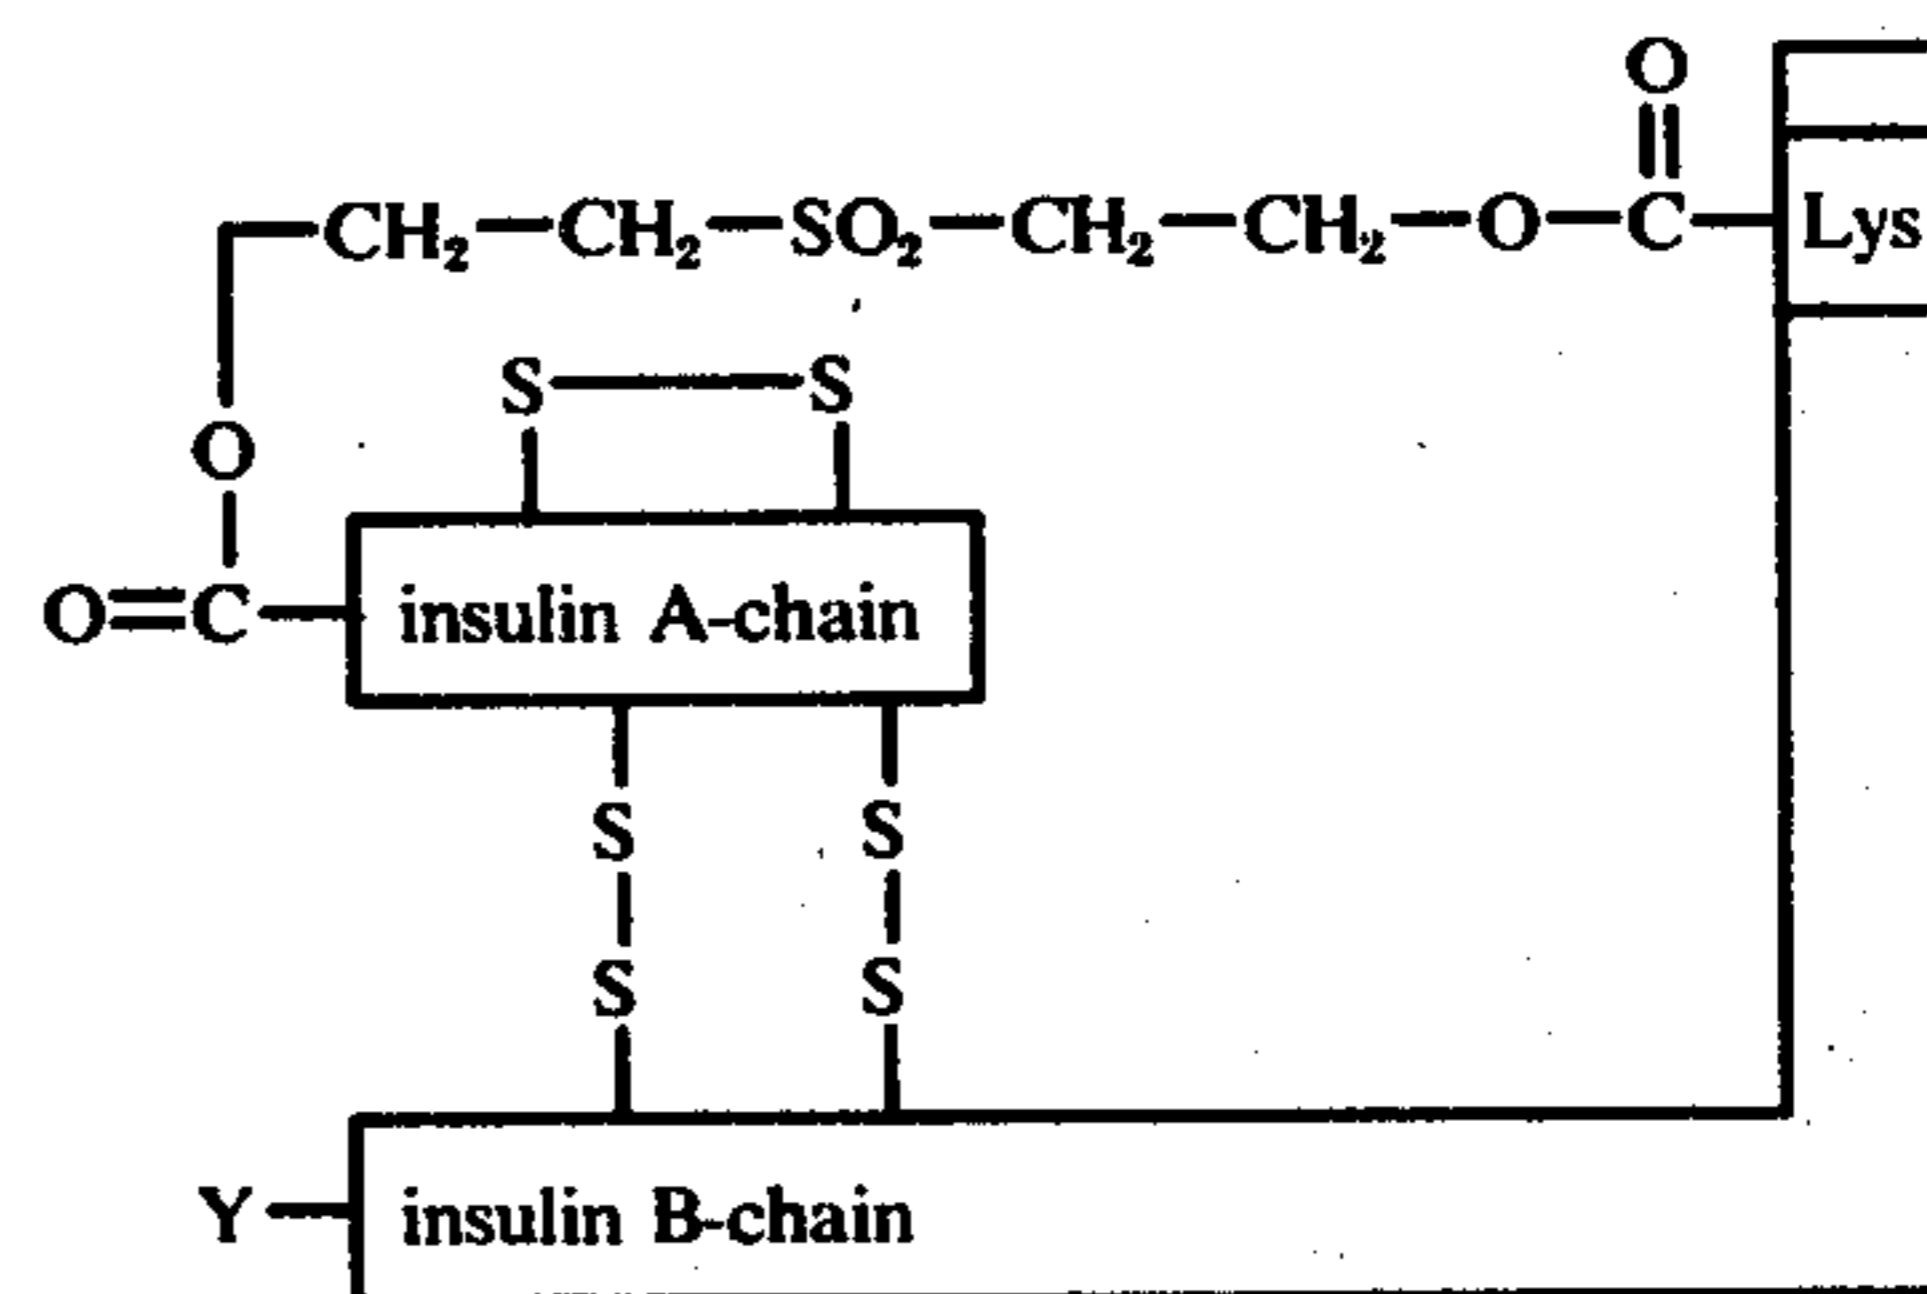 O
CH₂—CH₂—SO₂—CH₂—CH₂—O—C—Lys
S—S
O
O=C—insulin A-chain
S S
S S
Y—insulin B-chain